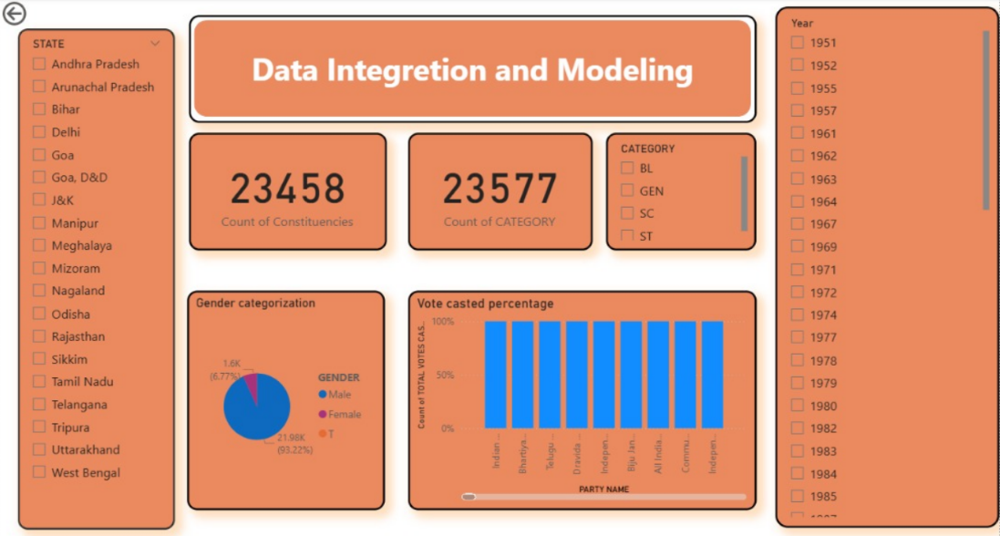 STATE
Andhra Pradesh
Arunachal Pradesh
Bihar
Delhi
Goa
Goa, D&D
J&K
Manipur
Meghalaya
Mizoram
Nagaland
Odisha
Rajasthan
Sikkim
Tamil Nadu
Telangana
Tripura
Uttarakhand
West Bengal
Data Integretion and Modeling
23458
Count of Constituencies
23577
Count of CATEGORY
CATEGORY
BL
GEN
SC
ST
Gender categorization
1.6K
(6.77%)
21.98K
(93.22%)
GENDER
Male
Female
T
Vote casted percentage
Count of TOTAL VOTES CAS...
100%
50%
0%
Indian ...
Bhartiya...
Telugu ...
Dravida ...
Indepen...
Biju Jan...
All India...
Commu...
Indepen...
PARTY NAME
Year
1951
1952
1955
1957
1961
1962
1963
1964
1967
1969
1971
1972
1974
1977
1978
1979
1980
1982
1983
1984
1985